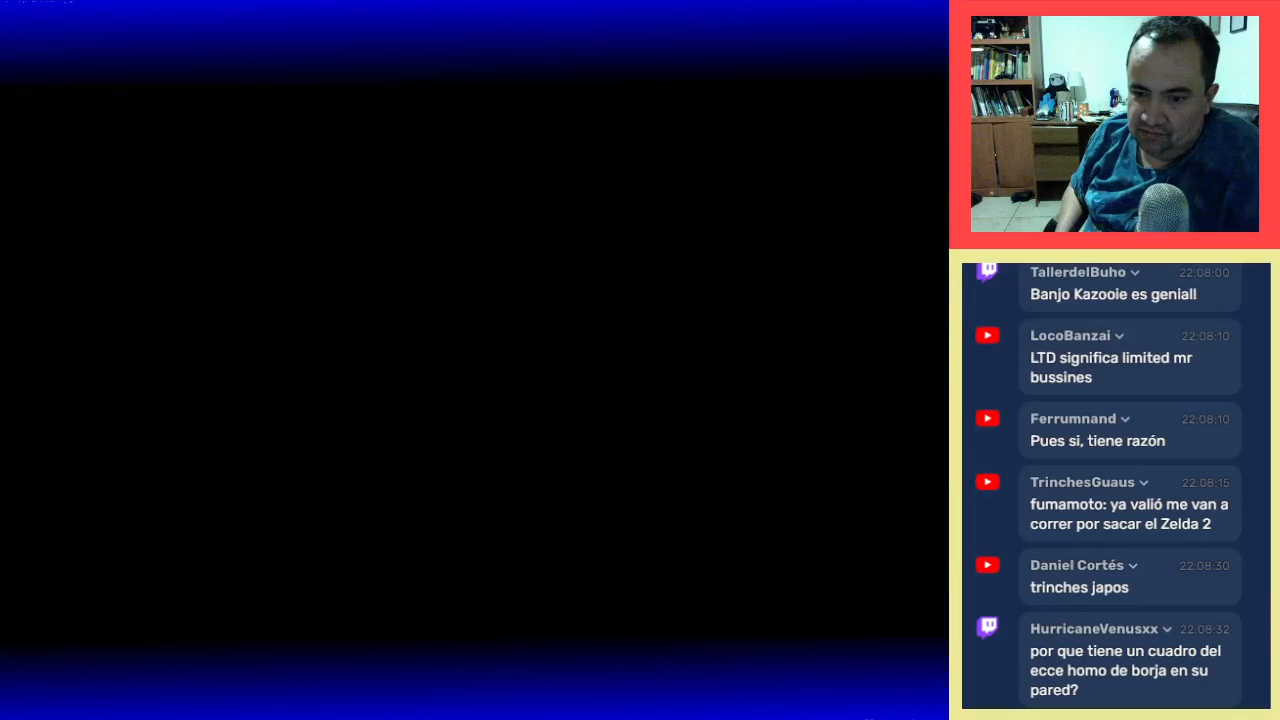 TallerdelBuho
22:08:00
Banjo Kazooie es genial!
LocoBanzai
22:08:10
LTD significa limited mr
bussines
Ferrumnand
22:08:10
Pues si, tiene razón
TrinchesGuaus
22:08:15
fumamoto: ya valió me van a
correr por sacar el Zelda 2
Daniel Cortés
22:08:30
trinches japos
HurricaneVenusxx
22:08:32
por que tiene un cuadro del
ecce homo de borja en su
pared?